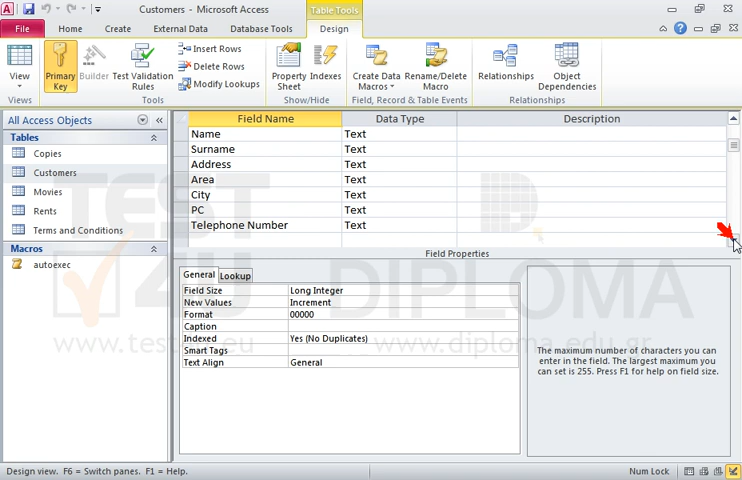 Customers - Microsoft Access
Table Tools
File
Home
Create
External Data
Database Tools
Design
View
Primary Key
Builder
Test Validation Rules
Insert Rows
Delete Rows
Modify Lookups
Property Sheet
Indexes
Create Data Macros
Rename/Delete Macro
Relationships
Object Dependencies
Views
Tools
Show/Hide
Field, Record & Table Events
Relationships
All Access Objects
Tables
Copies
Customers
Movies
Rents
Terms and Conditions
Macros
autoexec
Field Name Data Type Description
Name Text
Surname Text
Address Text
Area Text
City Text
PC Text
Telephone Number Text
Field Properties
General Lookup
Field Size Long Integer
New Values Increment
Format 00000
Caption
Indexed Yes (No Duplicates)
Smart Tags
Text Align General
The maximum number of characters you can
enter in the field. The largest maximum you
can set is 255. Press F1 for help on field size.
TEST
4U
DIPLOMA
www.test4u.eu
www.diploma.edu.gr
Design view. F6 = Switch panes. F1 = Help.
Num Lock